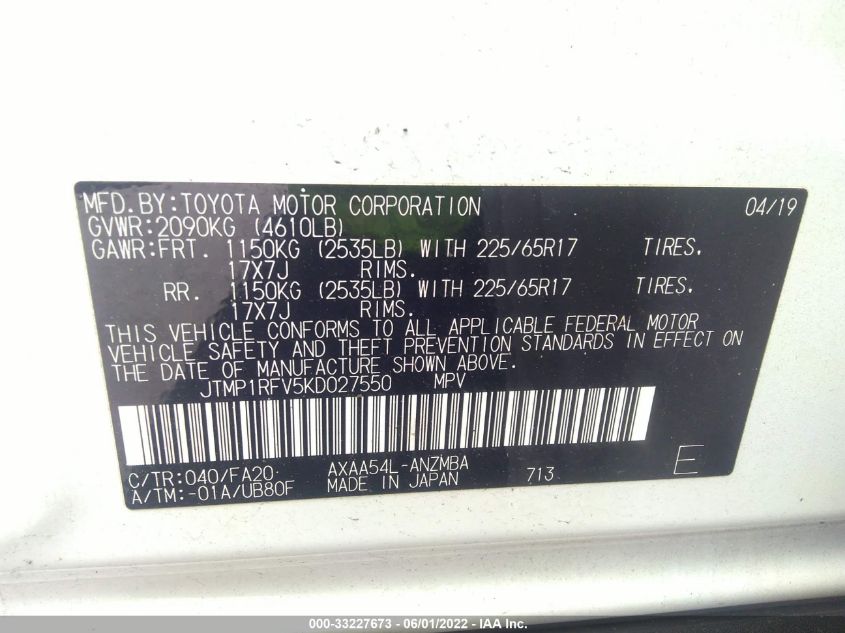 MFD.BY:TOYOTA MOTOR CORPORATION 04/19
GVWR:2090KG (4610LB)
GAWR:FRT. 1150KG (2535LB) WITH 225/65R17 TIRES.
17X7J RIMS.
RR. 1150KG (2535LB) WITH 225/65R17 TIRES.
17X7J RIMS.
THIS VEHICLE CONFORMS TO ALL APPLICABLE FEDERAL MOTOR
VEHICLE SAFETY AND THEFT PREVENTION STANDARDS IN EFFECT ON
THE DATE OF MANUFACTURE SHOWN ABOVE.
JTMP1RFV5KD027550 MPV
C/TR:040/FA20 AXAA54L-ANZMBA E
A/TM:-01A/UB80F MADE IN JAPAN 713
000-33227673 - 06/01/2022 - IAA Inc.